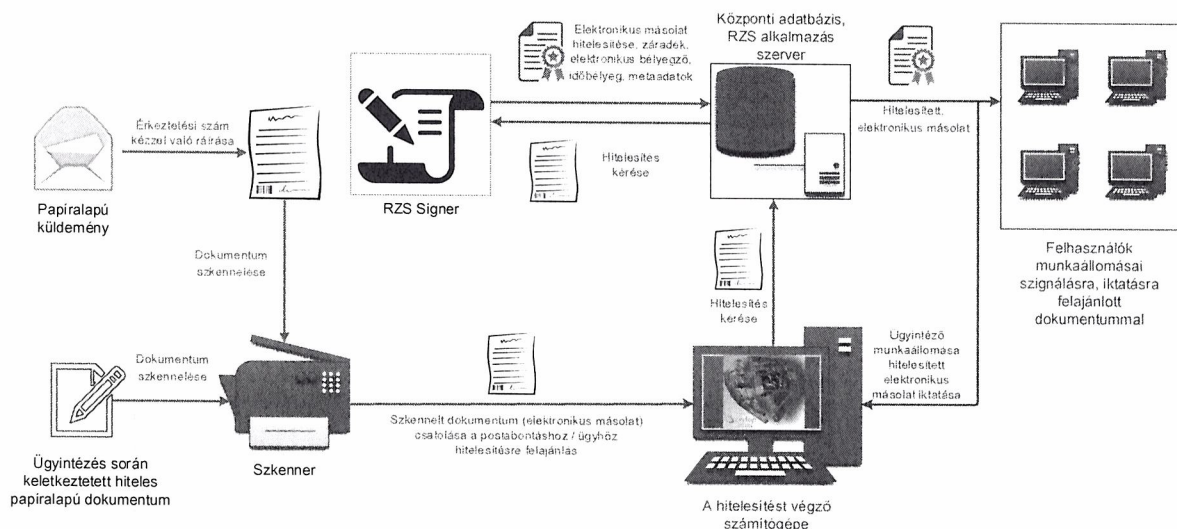 Elektronikus másolat
hitelesítése, záradék,
elektronikus bélyegző,
időbélyeg, metaadatok
Központi adatbázis,
RZS alkalmazás
szerver
Érkeztetési szám
kézzel való ráírása
Hitelesített,
elektronikus másolat
Hitelesítés
kérése
Papíralapú
küldemény
RZS Signer
Dokumentum
szkennelése
Felhasználók
munkaállomásai
szignálásra, iktatásra
felajánlott
dokumentummal
Hitelesítés
kérése
Dokumentum
szkennelése
Ügyintéző
munkaállomása
hitelesített
elektronikus
másolat iktatása
Szkennelt dokumentum (elektronikus másolat)
csatolása a postabontáshoz / ügyhöz
hitelesítésre felajánlás
Szkenner
Ügyintézés során
keletkeztetett hiteles
papíralapú dokumentum
A hitelesítést végző
számítógépe